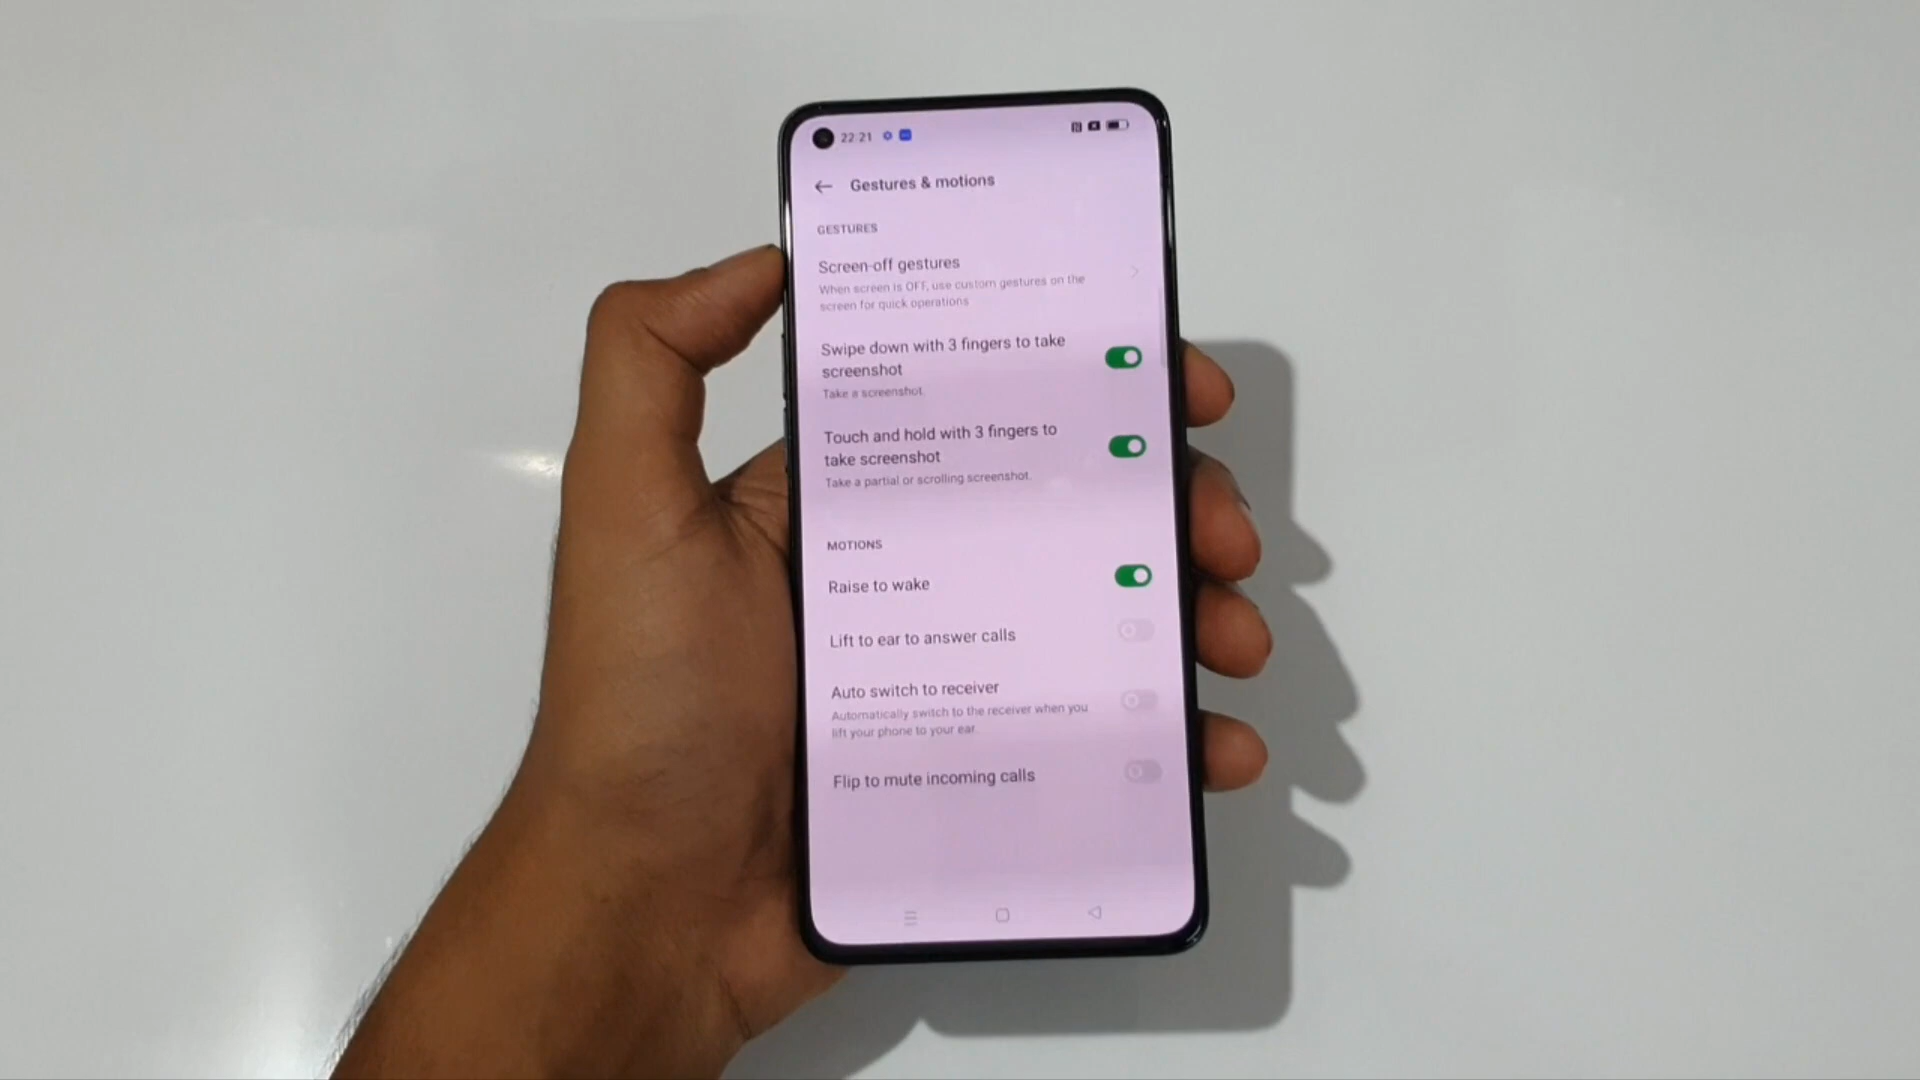 22:21
Gestures & motions
GESTURES
Screen-off gestures
When screen is OFF, use custom gestures on the
screen for quick operations
Swipe down with 3 fingers to take
screenshot
Take a screenshot.
Touch and hold with 3 fingers to
take screenshot
Take a partial or scrolling screenshot.
MOTIONS
Raise to wake
Lift to ear to answer calls
Auto switch to receiver
Automatically switch to the receiver when you
lift your phone to your ear.
Flip to mute incoming calls